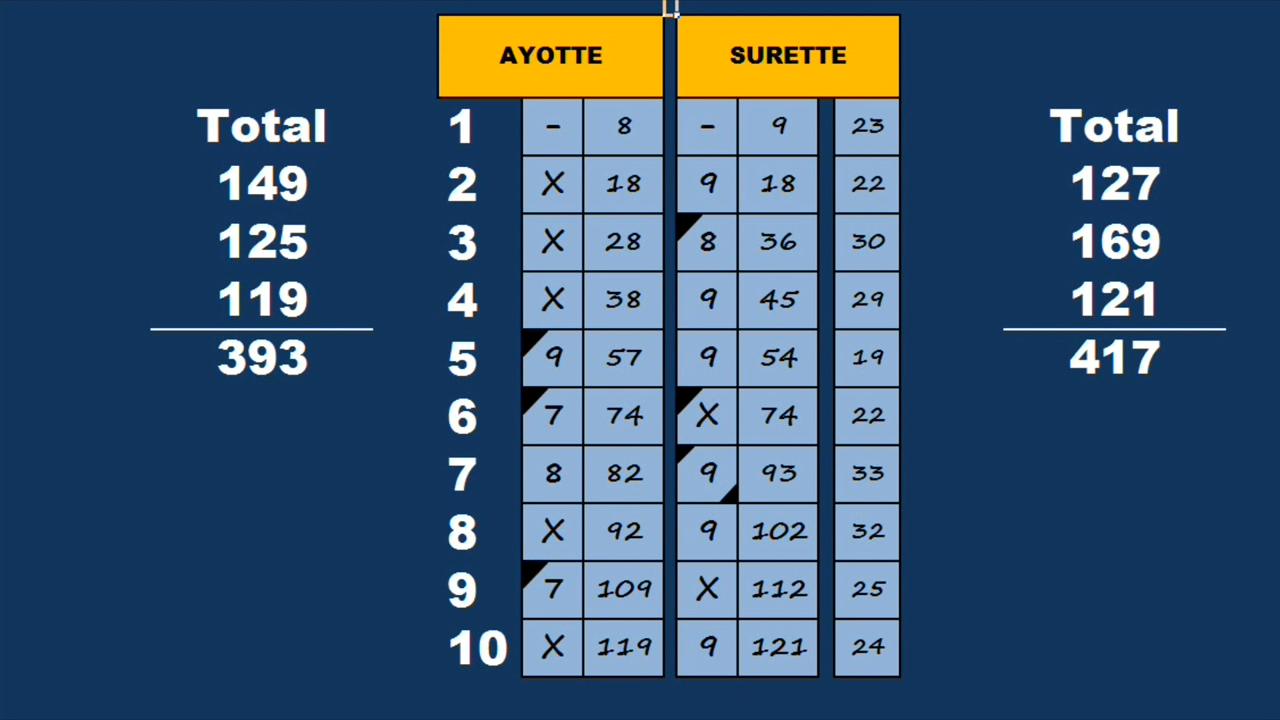 AYOTTE SURETTE
Total 1 - 8 - 9 23 Total
149 2 X 18 9 18 22 127
125 3 X 28 8 36 30 169
119 4 X 38 9 45 29 121
393 5 9 57 9 54 19 417
6 7 74 X 74 22
7 8 82 9 93 33
8 X 92 9 102 32
9 7 109 X 112 25
10 X 119 9 121 24